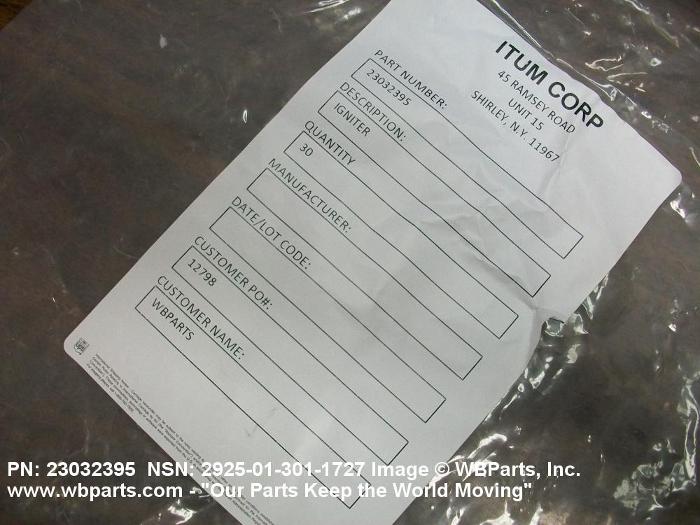 ITUM CORP
45 RAMSEY ROAD
UNIT 15
SHIRLEY, N.Y. 11967
PART NUMBER:
23032395
DESCRIPTION:
IGNITER
QUANTITY
30
MANUFACTURER:
DATE/LOT CODE:
CUSTOMER PO#:
12798
CUSTOMER NAME:
WBPARTS
PN: 23032395 NSN: 2925-01-301-1727 Image © WBParts, Inc.
www.wbparts.com - "Our Parts Keep the World Moving"